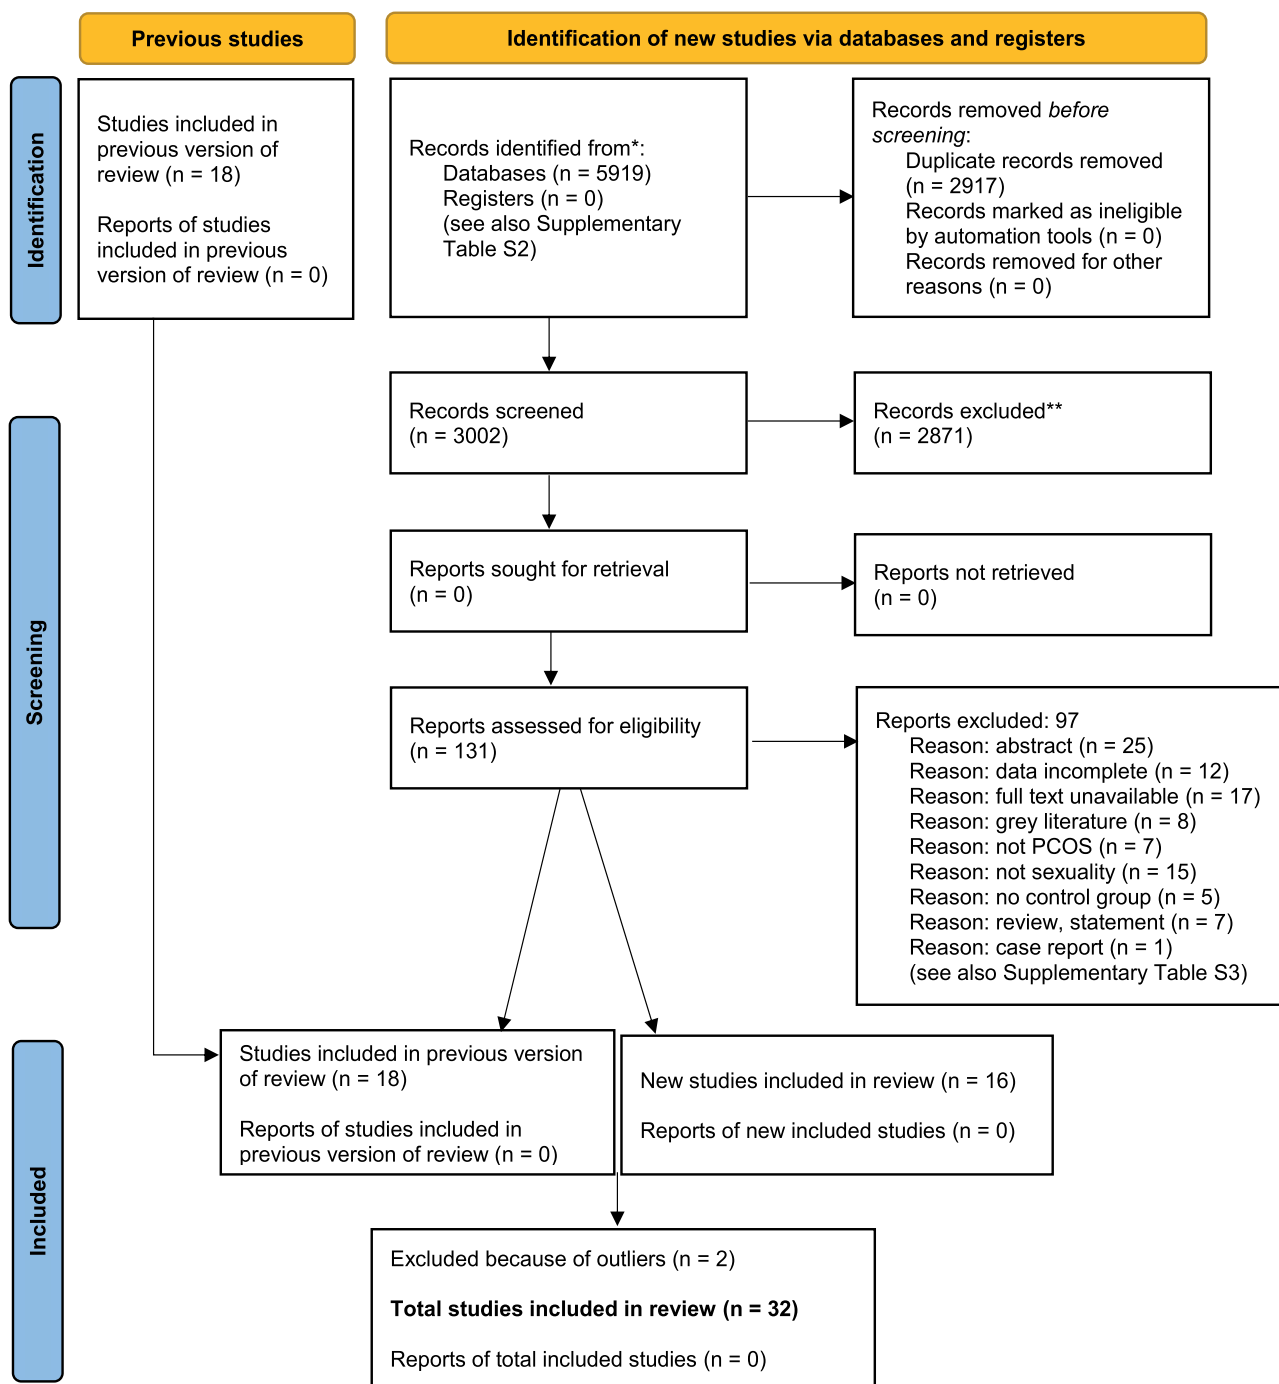 Previous studies
Identification of new studies via databases and registers
Identification
Studies included in
previous version of
review (n = 18)
Reports of studies
included in previous
version of review (n = 0)
Records identified from*:
Databases (n = 5919)
Registers (n = 0)
(see also Supplementary
Table S2)
Records removed before
screening:
Duplicate records removed
(n = 2917)
Records marked as ineligible
by automation tools (n = 0)
Records removed for other
reasons (n = 0)
Screening
Records screened
(n = 3002)
Records excluded**
(n = 2871)
Reports sought for retrieval
(n = 0)
Reports not retrieved
(n = 0)
Reports assessed for eligibility
(n = 131)
Reports excluded: 97
Reason: abstract (n = 25)
Reason: data incomplete (n = 12)
Reason: full text unavailable (n = 17)
Reason: grey literature (n = 8)
Reason: not PCOS (n = 7)
Reason: not sexuality (n = 15)
Reason: no control group (n = 5)
Reason: review, statement (n = 7)
Reason: case report (n = 1)
(see also Supplementary Table S3)
Included
Studies included in previous version
of review (n = 18)
Reports of studies included in
previous version of review (n = 0)
New studies included in review (n = 16)
Reports of new included studies (n = 0)
Excluded because of outliers (n = 2)
Total studies included in review (n = 32)
Reports of total included studies (n = 0)